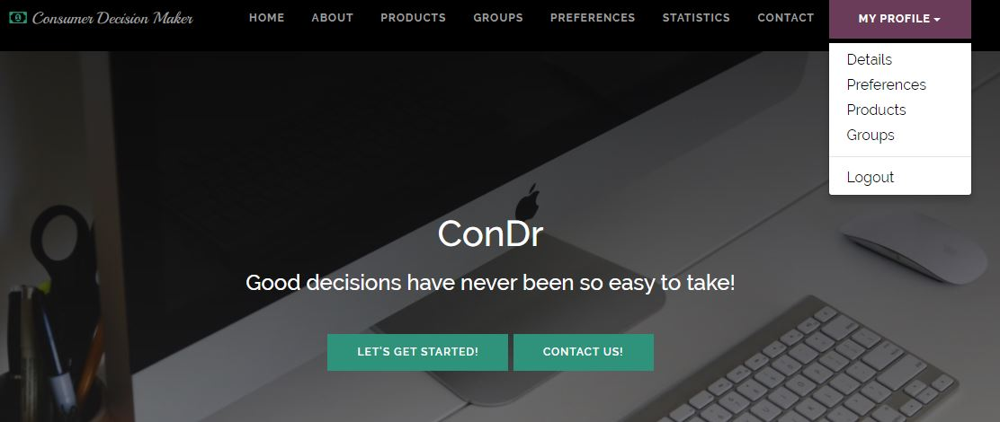 Consumer Decision Maker
HOME ABOUT PRODUCTS GROUPS PREFERENCES STATISTICS CONTACT MY PROFILE
Details
Preferences
Products
Groups
Logout
ConDr
Good decisions have never been so easy to take!
LET'S GET STARTED! CONTACT US!